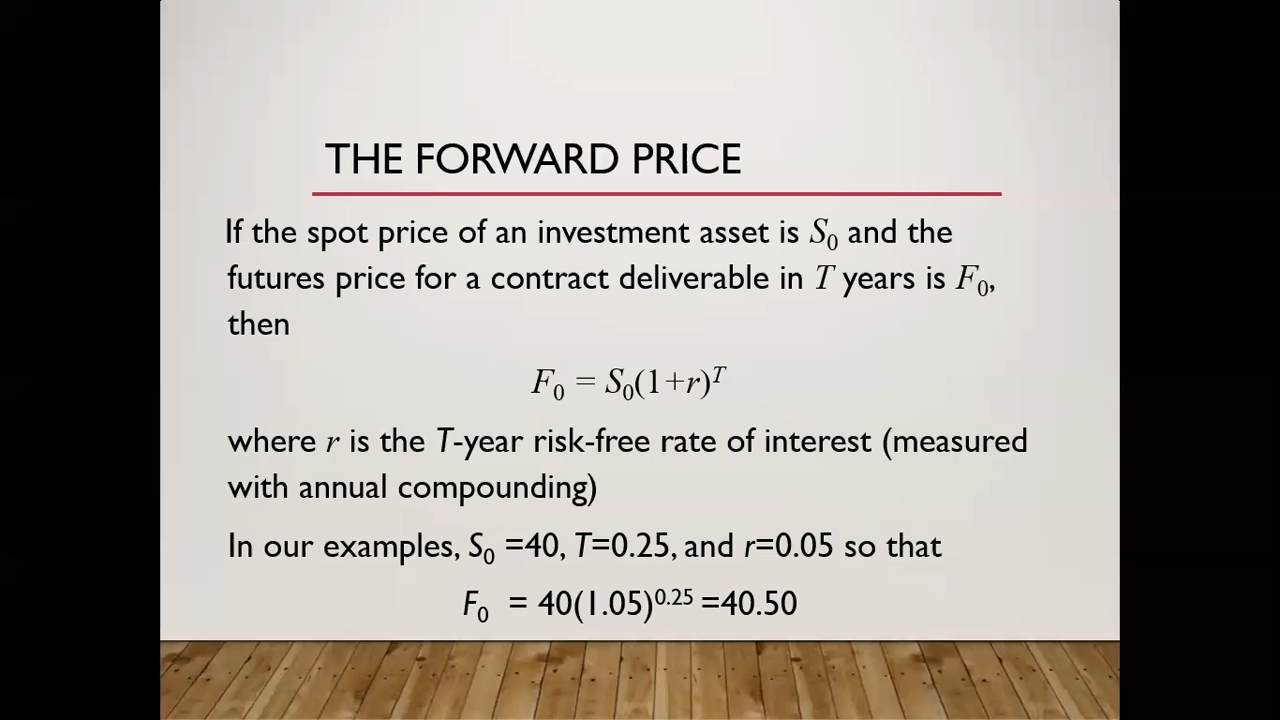 THE FORWARD PRICE
If the spot price of an investment asset is S₀ and the
futures price for a contract deliverable in T years is F₀,
then
F₀ = S₀(1+r)ᵀ
where r is the T-year risk-free rate of interest (measured
with annual compounding)
In our examples, S₀ =40, T=0.25, and r=0.05 so that
F₀ = 40(1.05)^0.25 =40.50